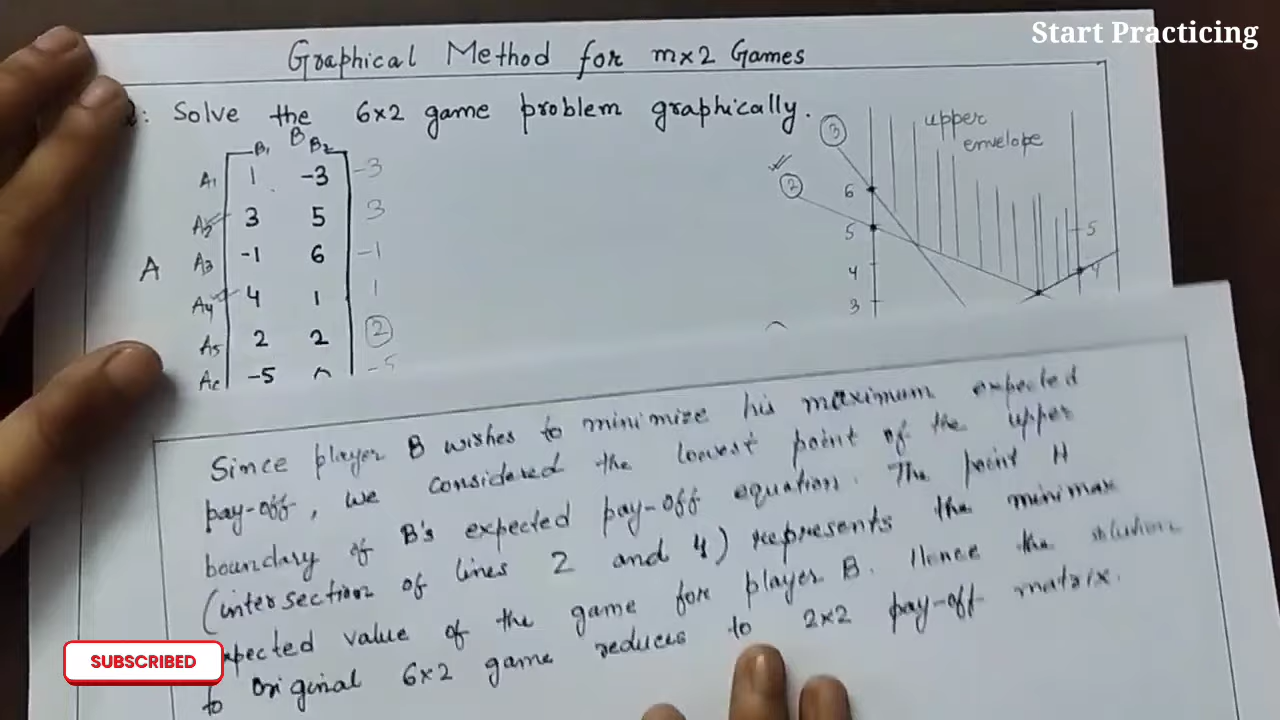 Start Practicing
Graphical Method for m×2 Games
: Solve the 6×2 game problem graphically.
B
B₁ B₂
A₁ 1 -3 -3
A₂ 3 5 3
A A₃ -1 6 -1
A₄ 4 1 1
A₅ 2 2 2
-5 -5
upper
envelope
3
2
6
5 5
4 4
3
Since player B wishes to minimize his maximum expected
pay-off, we considered the lowest point of the upper
boundary of B's expected pay-off equation. The point H
(intersection of lines 2 and 4) represents the minimax
expected value of the game for player B. Hence the solution
to original 6×2 game reduces to 2×2 pay-off matrix.
SUBSCRIBED